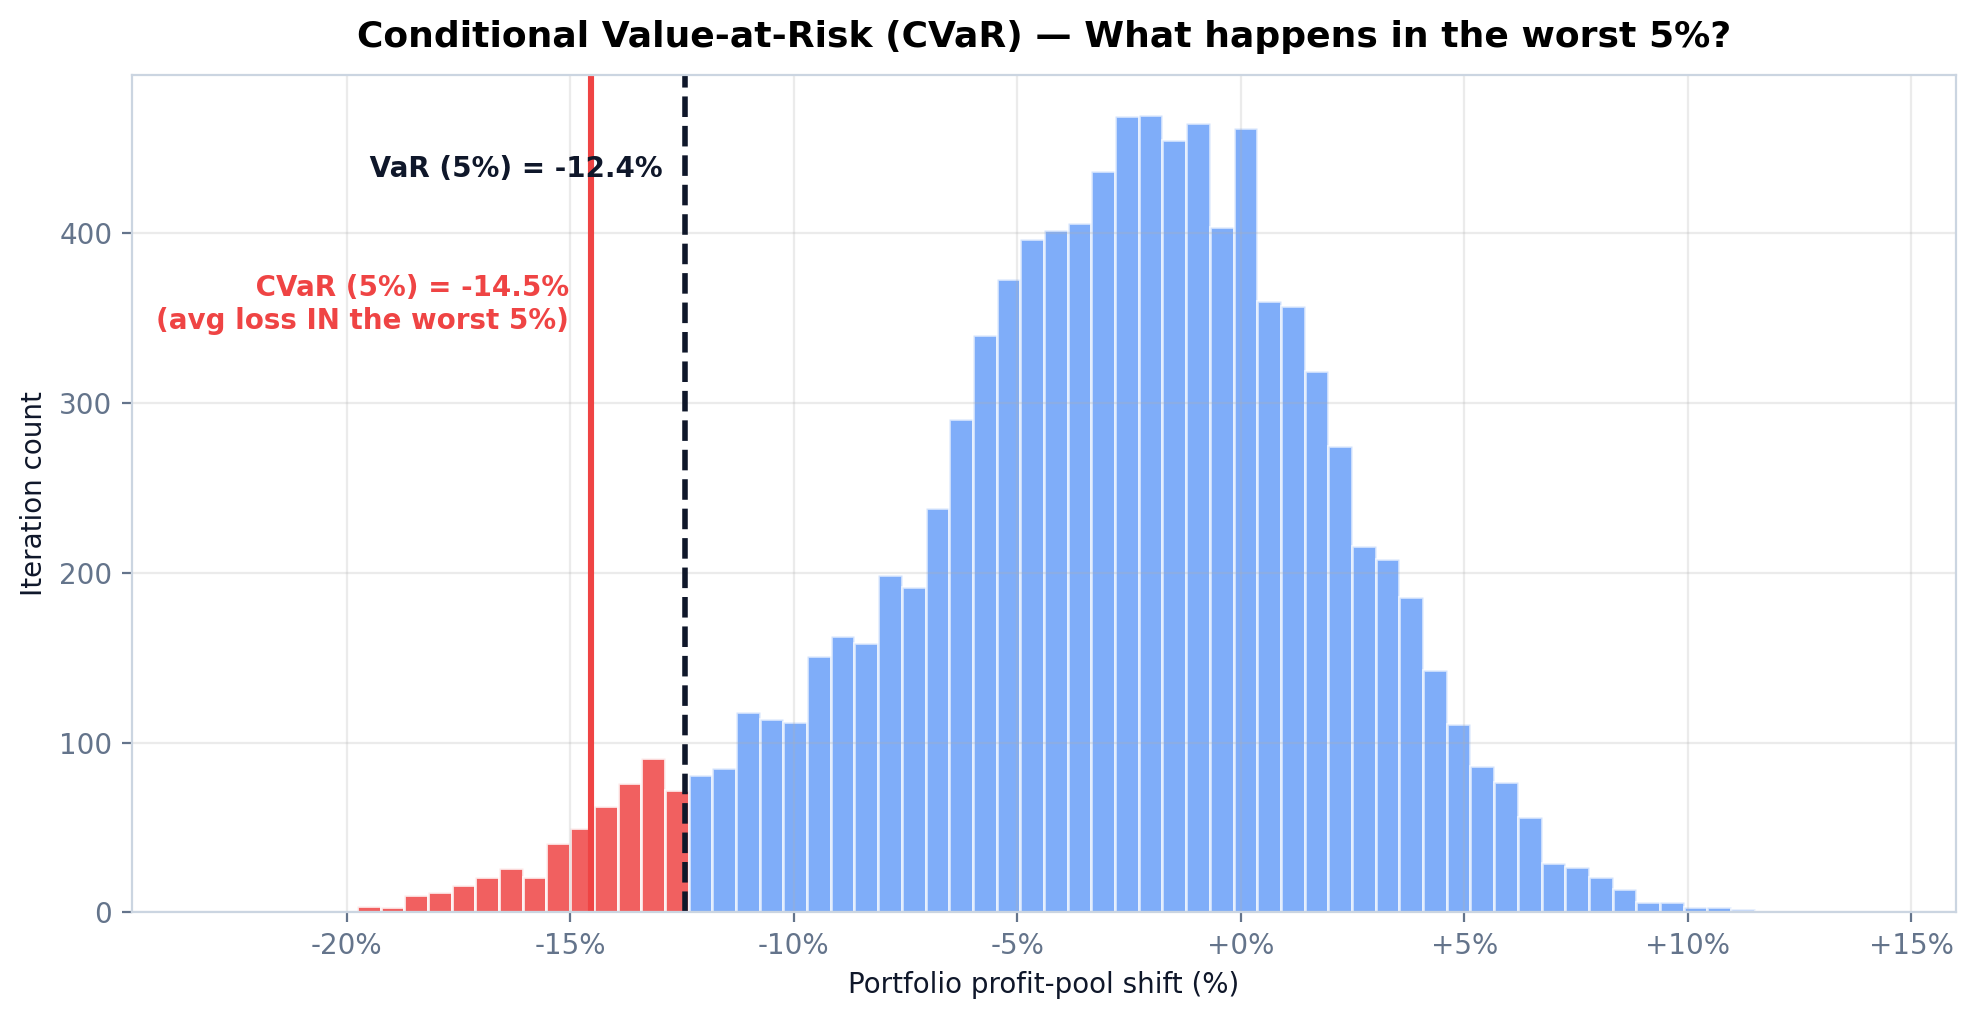 Conditional Value-at-Risk (CVaR) — What happens in the worst 5%?
VaR (5%) = -12.4%
CVaR (5%) = -14.5%
(avg loss IN the worst 5%)
Iteration count
400
300
200
100
0
-20%
-15%
-10%
-5%
+0%
+5%
+10%
+15%
Portfolio profit-pool shift (%)